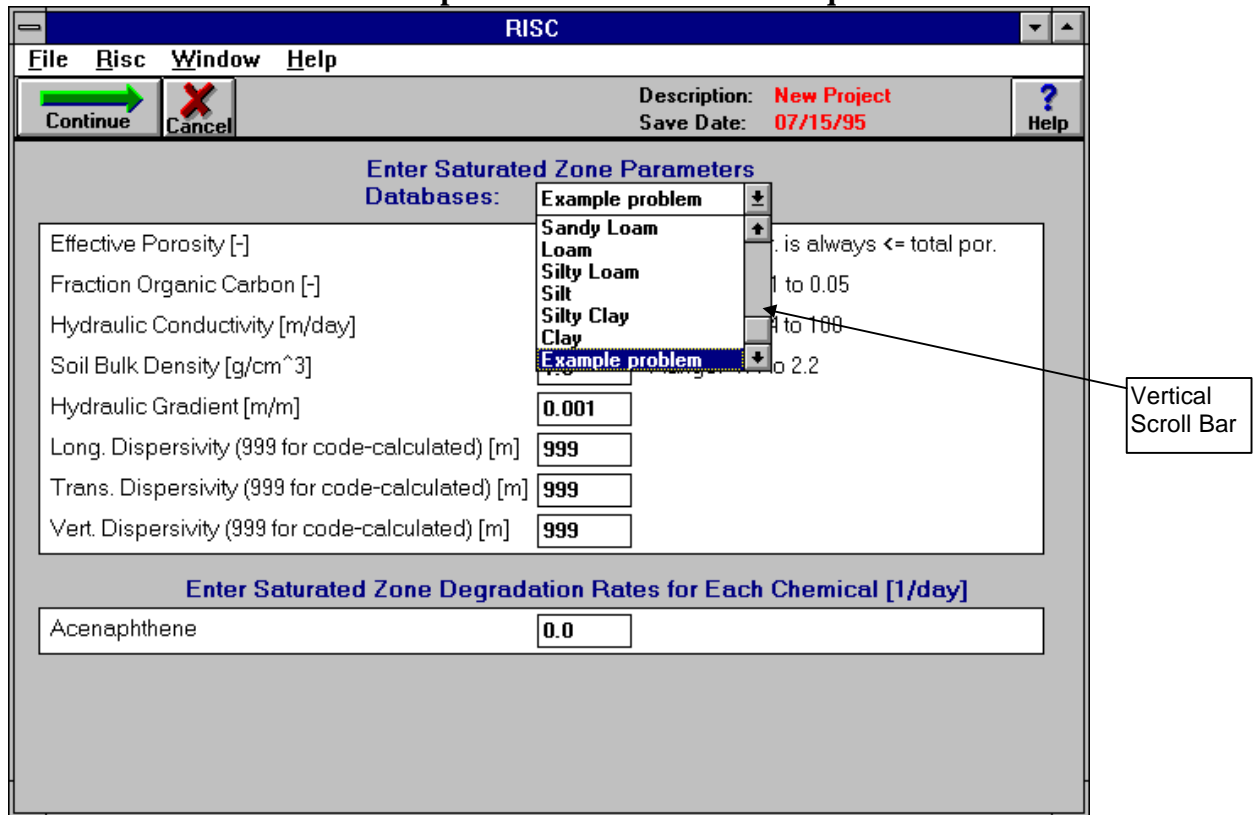 RISC
File Risc Window Help
Continue Cancel Description: New Project Help
Save Date: 07/15/95
Enter Saturated Zone Parameters
Databases: Example problem
Sandy Loam
Loam
Silty Loam
Silt
Silty Clay
Clay
Example problem
Effective Porosity [-] . is always <= total por.
Fraction Organic Carbon [-] to 0.05
Hydraulic Conductivity [m/day] to 100
Soil Bulk Density [g/cm^3] to 2.2
Hydraulic Gradient [m/m] 0.001
Long. Dispersivity (999 for code-calculated) [m] 999
Trans. Dispersivity (999 for code-calculated) [m] 999
Vert. Dispersivity (999 for code-calculated) [m] 999
Enter Saturated Zone Degradation Rates for Each Chemical [1/day]
Acenaphthene 0.0
Vertical
Scroll Bar